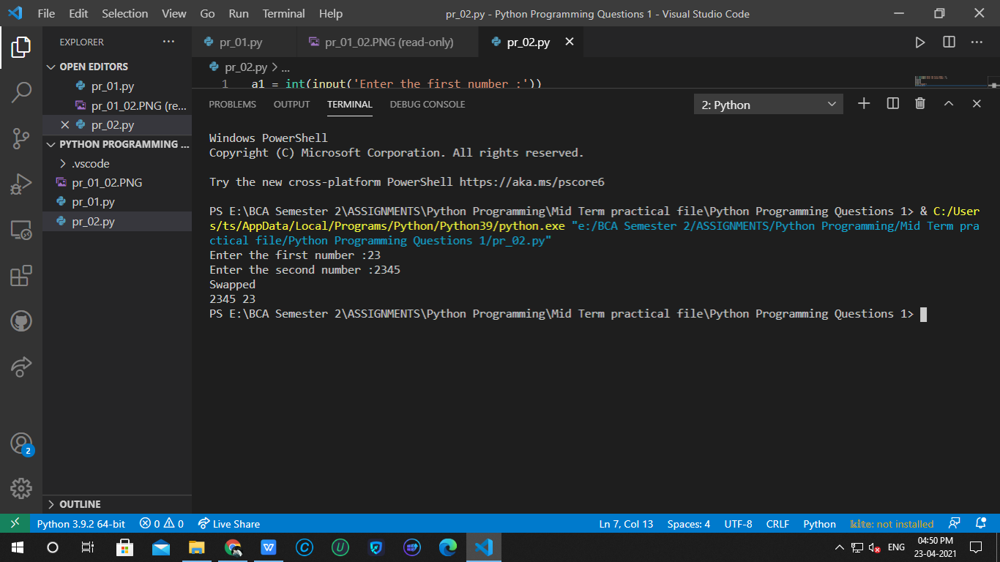 File Edit Selection View Go Run Terminal Help
pr_02.py - Python Programming Questions 1 - Visual Studio Code
EXPLORER
pr_01.py
pr_01_02.PNG (read-only)
pr_02.py
OPEN EDITORS
pr_01.py
pr_01_02.PNG (re...
pr_02.py
PYTHON PROGRAMMING ...
.vscode
pr_01_02.PNG
pr_01.py
pr_02.py
OUTLINE
pr_02.py > ...
1 a1 = int(input('Enter the first number :'))
PROBLEMS OUTPUT TERMINAL DEBUG CONSOLE
2: Python
Windows PowerShell
Copyright (C) Microsoft Corporation. All rights reserved.
Try the new cross-platform PowerShell https://aka.ms/pscore6
PS E:\BCA Semester 2\ASSIGNMENTS\Python Programming\Mid Term practical file\Python Programming Questions 1> & C:/User
s/ts/AppData/Local/Programs/Python/Python39/python.exe "e:/BCA Semester 2/ASSIGNMENTS/Python Programming/Mid Term pra
ctical file/Python Programming Questions 1/pr_02.py"
Enter the first number :23
Enter the second number :2345
Swapped
2345 23
PS E:\BCA Semester 2\ASSIGNMENTS\Python Programming\Mid Term practical file\Python Programming Questions 1>
2
Python 3.9.2 64-bit 0 0 Live Share
Ln 7, Col 13 Spaces: 4 UTF-8 CRLF Python kite: not installed
ENG
04:50 PM
23-04-2021